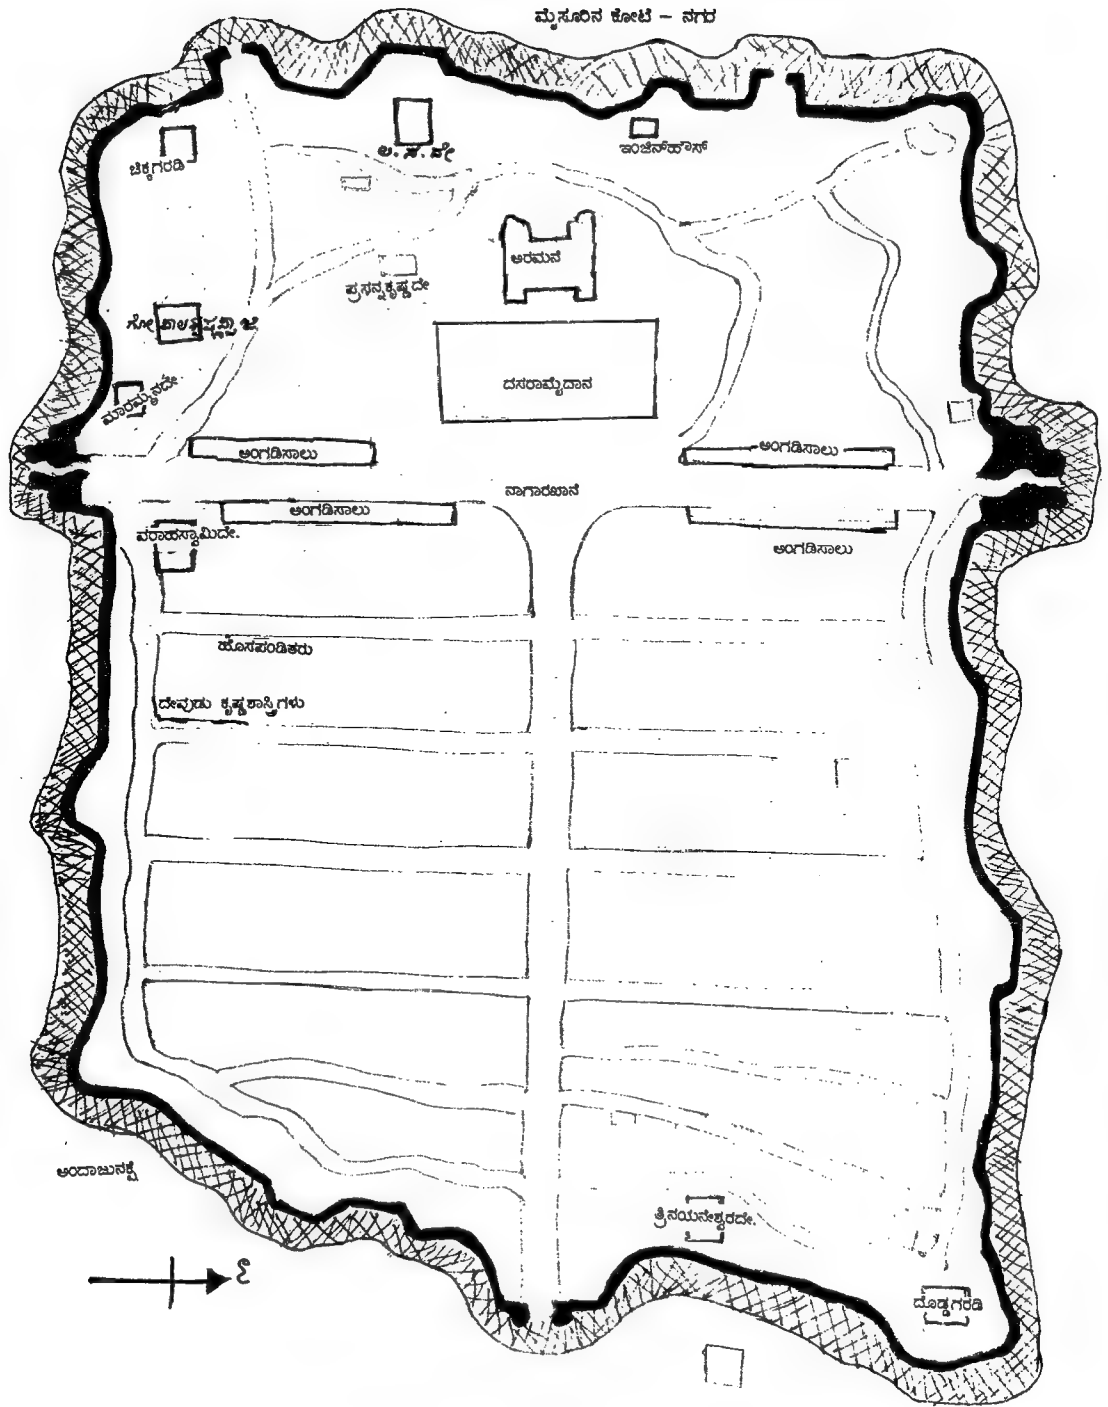 ಮೈಸೂರಿನ ಕೋಟೆ - ನಗರ
ಚಿಕ್ಕಗರಡಿ
ಲ. ನ. ದೇ
ಇಂಜಿನ್‌ಹೌಸ್
ಅರಮನೆ
ಪ್ರಸನ್ನಕೃಷ್ಣದೇ
ದಸರಾಮೈದಾನ
ಮಾರಮ್ಮನದೇ
ಅಂಗಡಿಸಾಲು
ಅಂಗಡಿಸಾಲು
ನಾಗಾರಖಾನೆ
ಅಂಗಡಿಸಾಲು
ವರಾಹಸ್ವಾಮಿದೇ.
ಅಂಗಡಿಸಾಲು
ಹೊಸಪಂಡಿತರು
ದೇವುಡು ಕೃಷ್ಣಶಾಸ್ತ್ರಿಗಳು
ಅಂದಾಜುನಕ್ಷೆ
ತ್ರಿನಯನೇಶ್ವರದೇ.
ದೊಡ್ಡಗರಡಿ